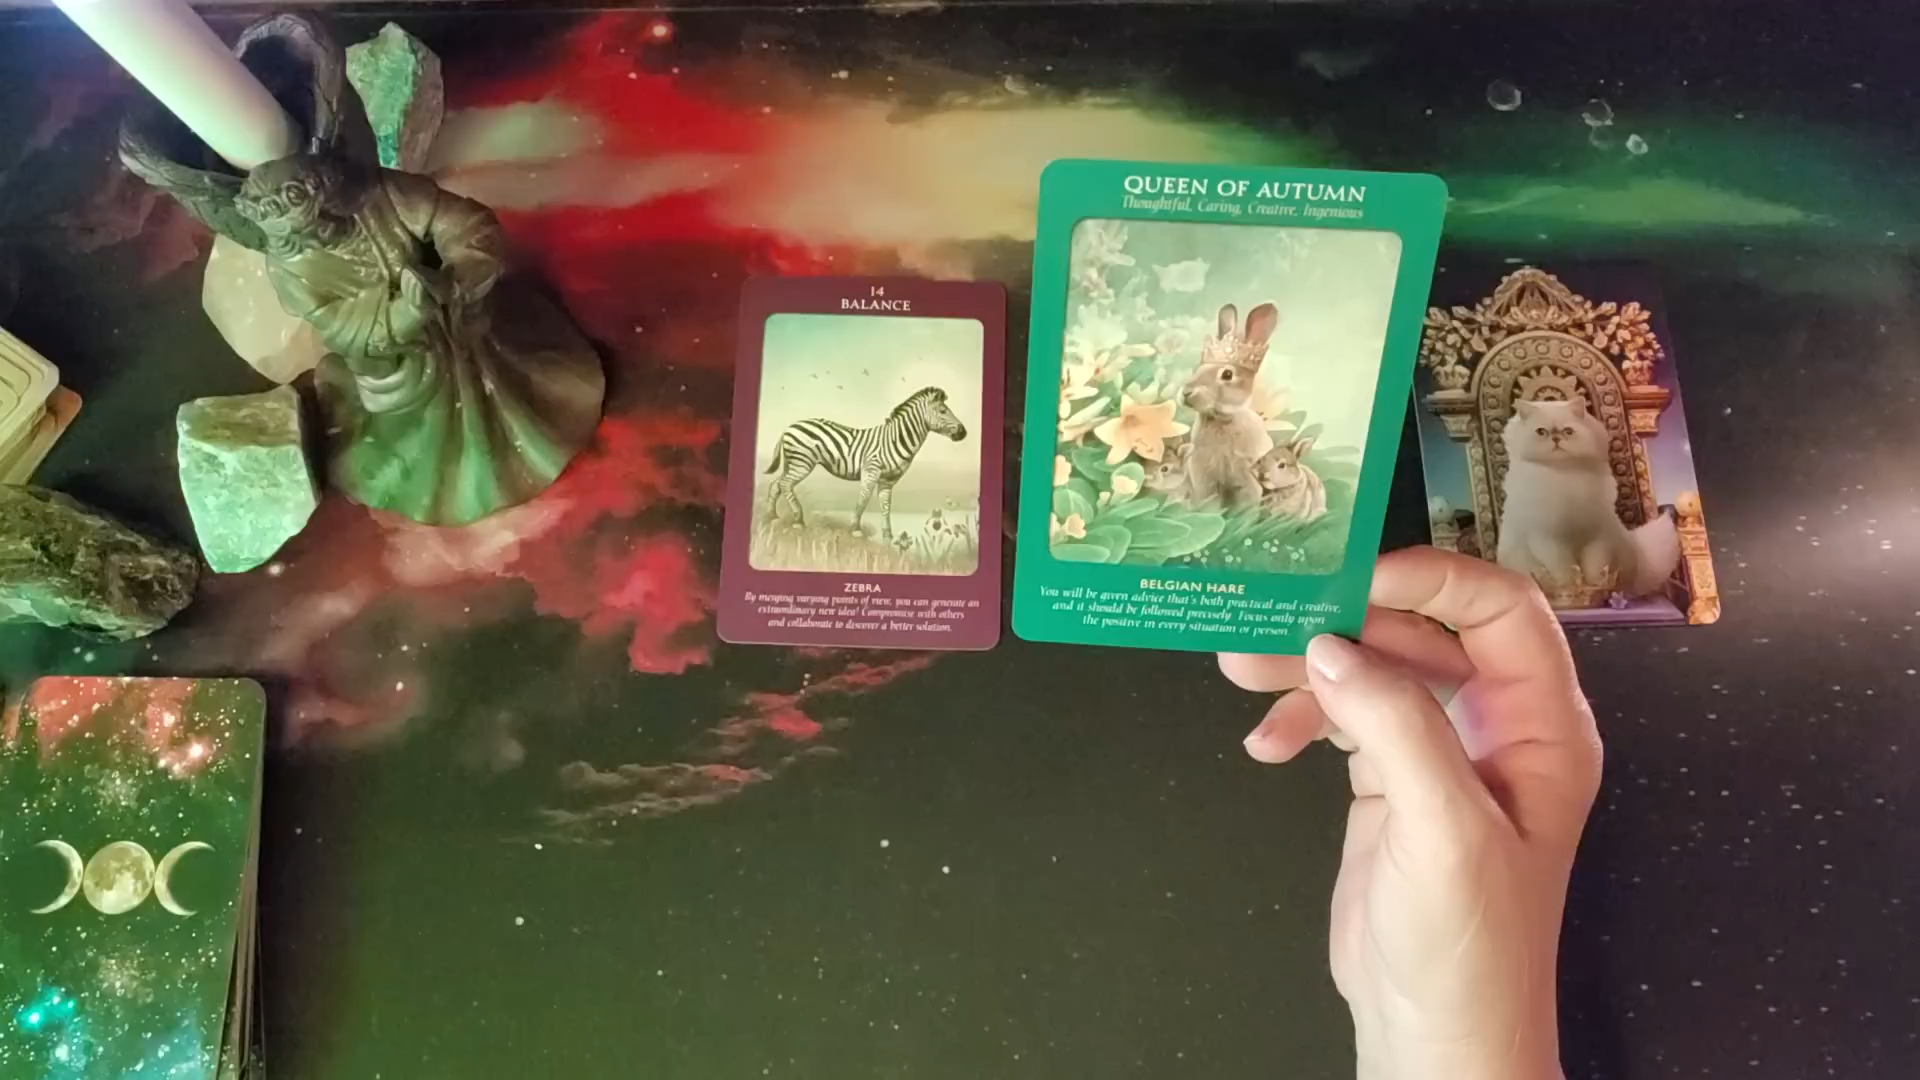 14
BALANCE
ZEBRA
By merging varying points of view, you can generate an
extraordinary new idea! Compromise with others
and collaborate to discover a better solution.
QUEEN OF AUTUMN
Thoughtful, Caring, Creative, Ingenious
BELGIAN HARE
You will be given advice that's both practical and creative,
and it should be followed precisely. Focus only upon
the positive in every situation or person.